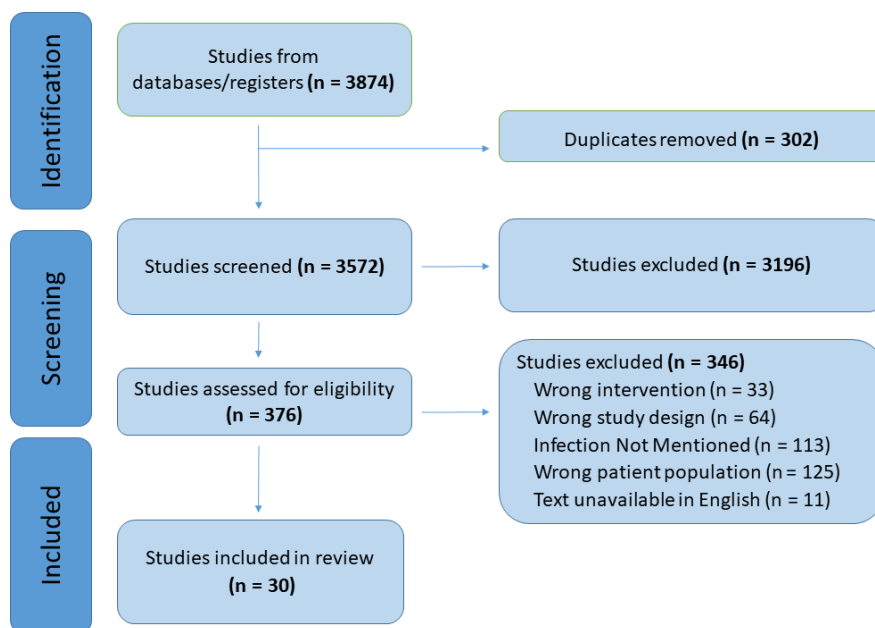 Identification
Studies from
databases/registers (n = 3874)
Duplicates removed (n = 302)
Screening
Studies screened (n = 3572)
Studies excluded (n = 3196)
Studies assessed for eligibility
(n = 376)
Studies excluded (n = 346)
Wrong intervention (n = 33)
Wrong study design (n = 64)
Infection Not Mentioned (n = 113)
Wrong patient population (n = 125)
Text unavailable in English (n = 11)
Included
Studies included in review
(n = 30)